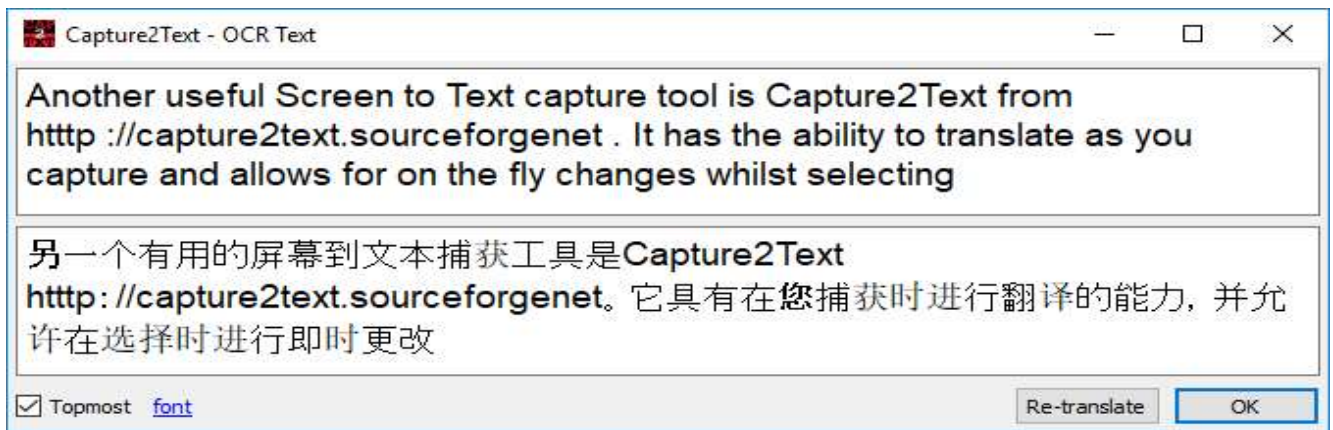 Capture2Text - OCR Text
Another useful Screen to Text capture tool is Capture2Text from
htttp ://capture2text.sourceforgenet . It has the ability to translate as you
capture and allows for on the fly changes whilst selecting
另一个有用的屏幕到文本捕获工具是Capture2Text
htttp: //capture2text.sourceforgenet。它具有在您捕获时进行翻译的能力, 并允
许在选择时进行即时更改
Topmost font Re-translate OK